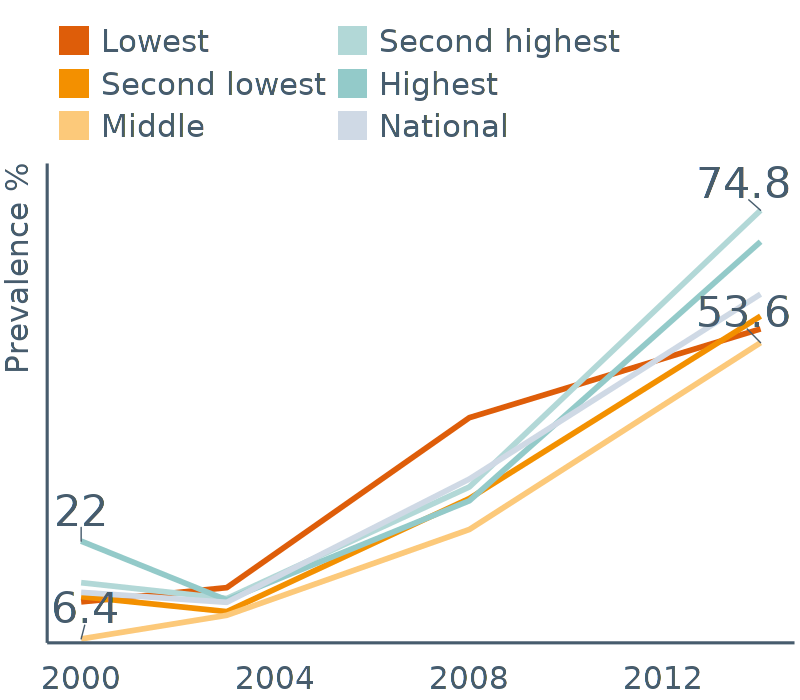 Lowest
Second lowest
Middle
Second highest
Highest
National
Prevalence %
74.8
53.6
22
6.4
2000 2004 2008 2012